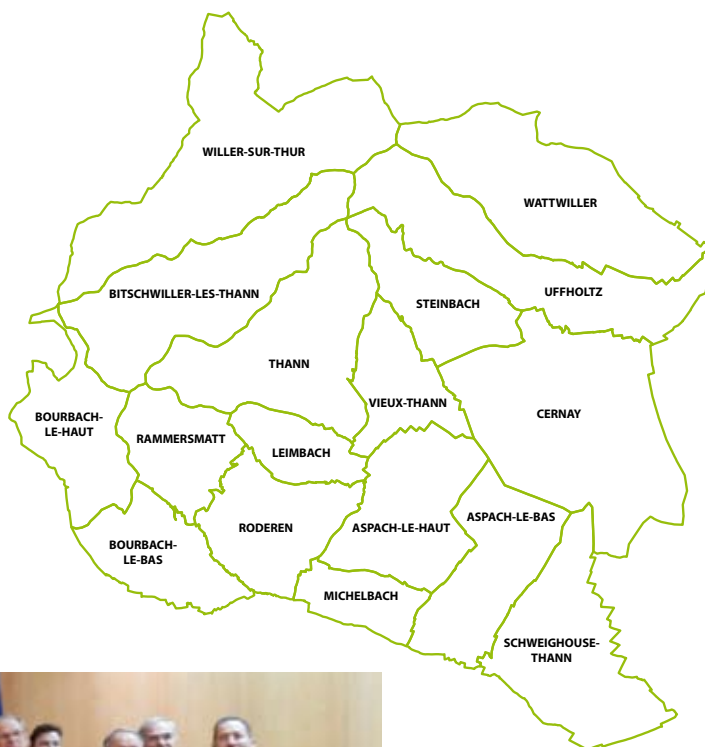 WILLER-SUR-THUR
WATTWILLER
BITSCHWILLER-LES-THANN
UFFHOLTZ
STEINBACH
THANN
VIEUX-THANN
BOURBACH-
LE-HAUT
CERNAY
RAMMERSMATT
LEIMBACH
ASPACH-LE-BAS
RODEREN
ASPACH-LE-HAUT
BOURBACH-
LE-BAS
MICHELBACH
SCHWEIGHOUSE-
THANN